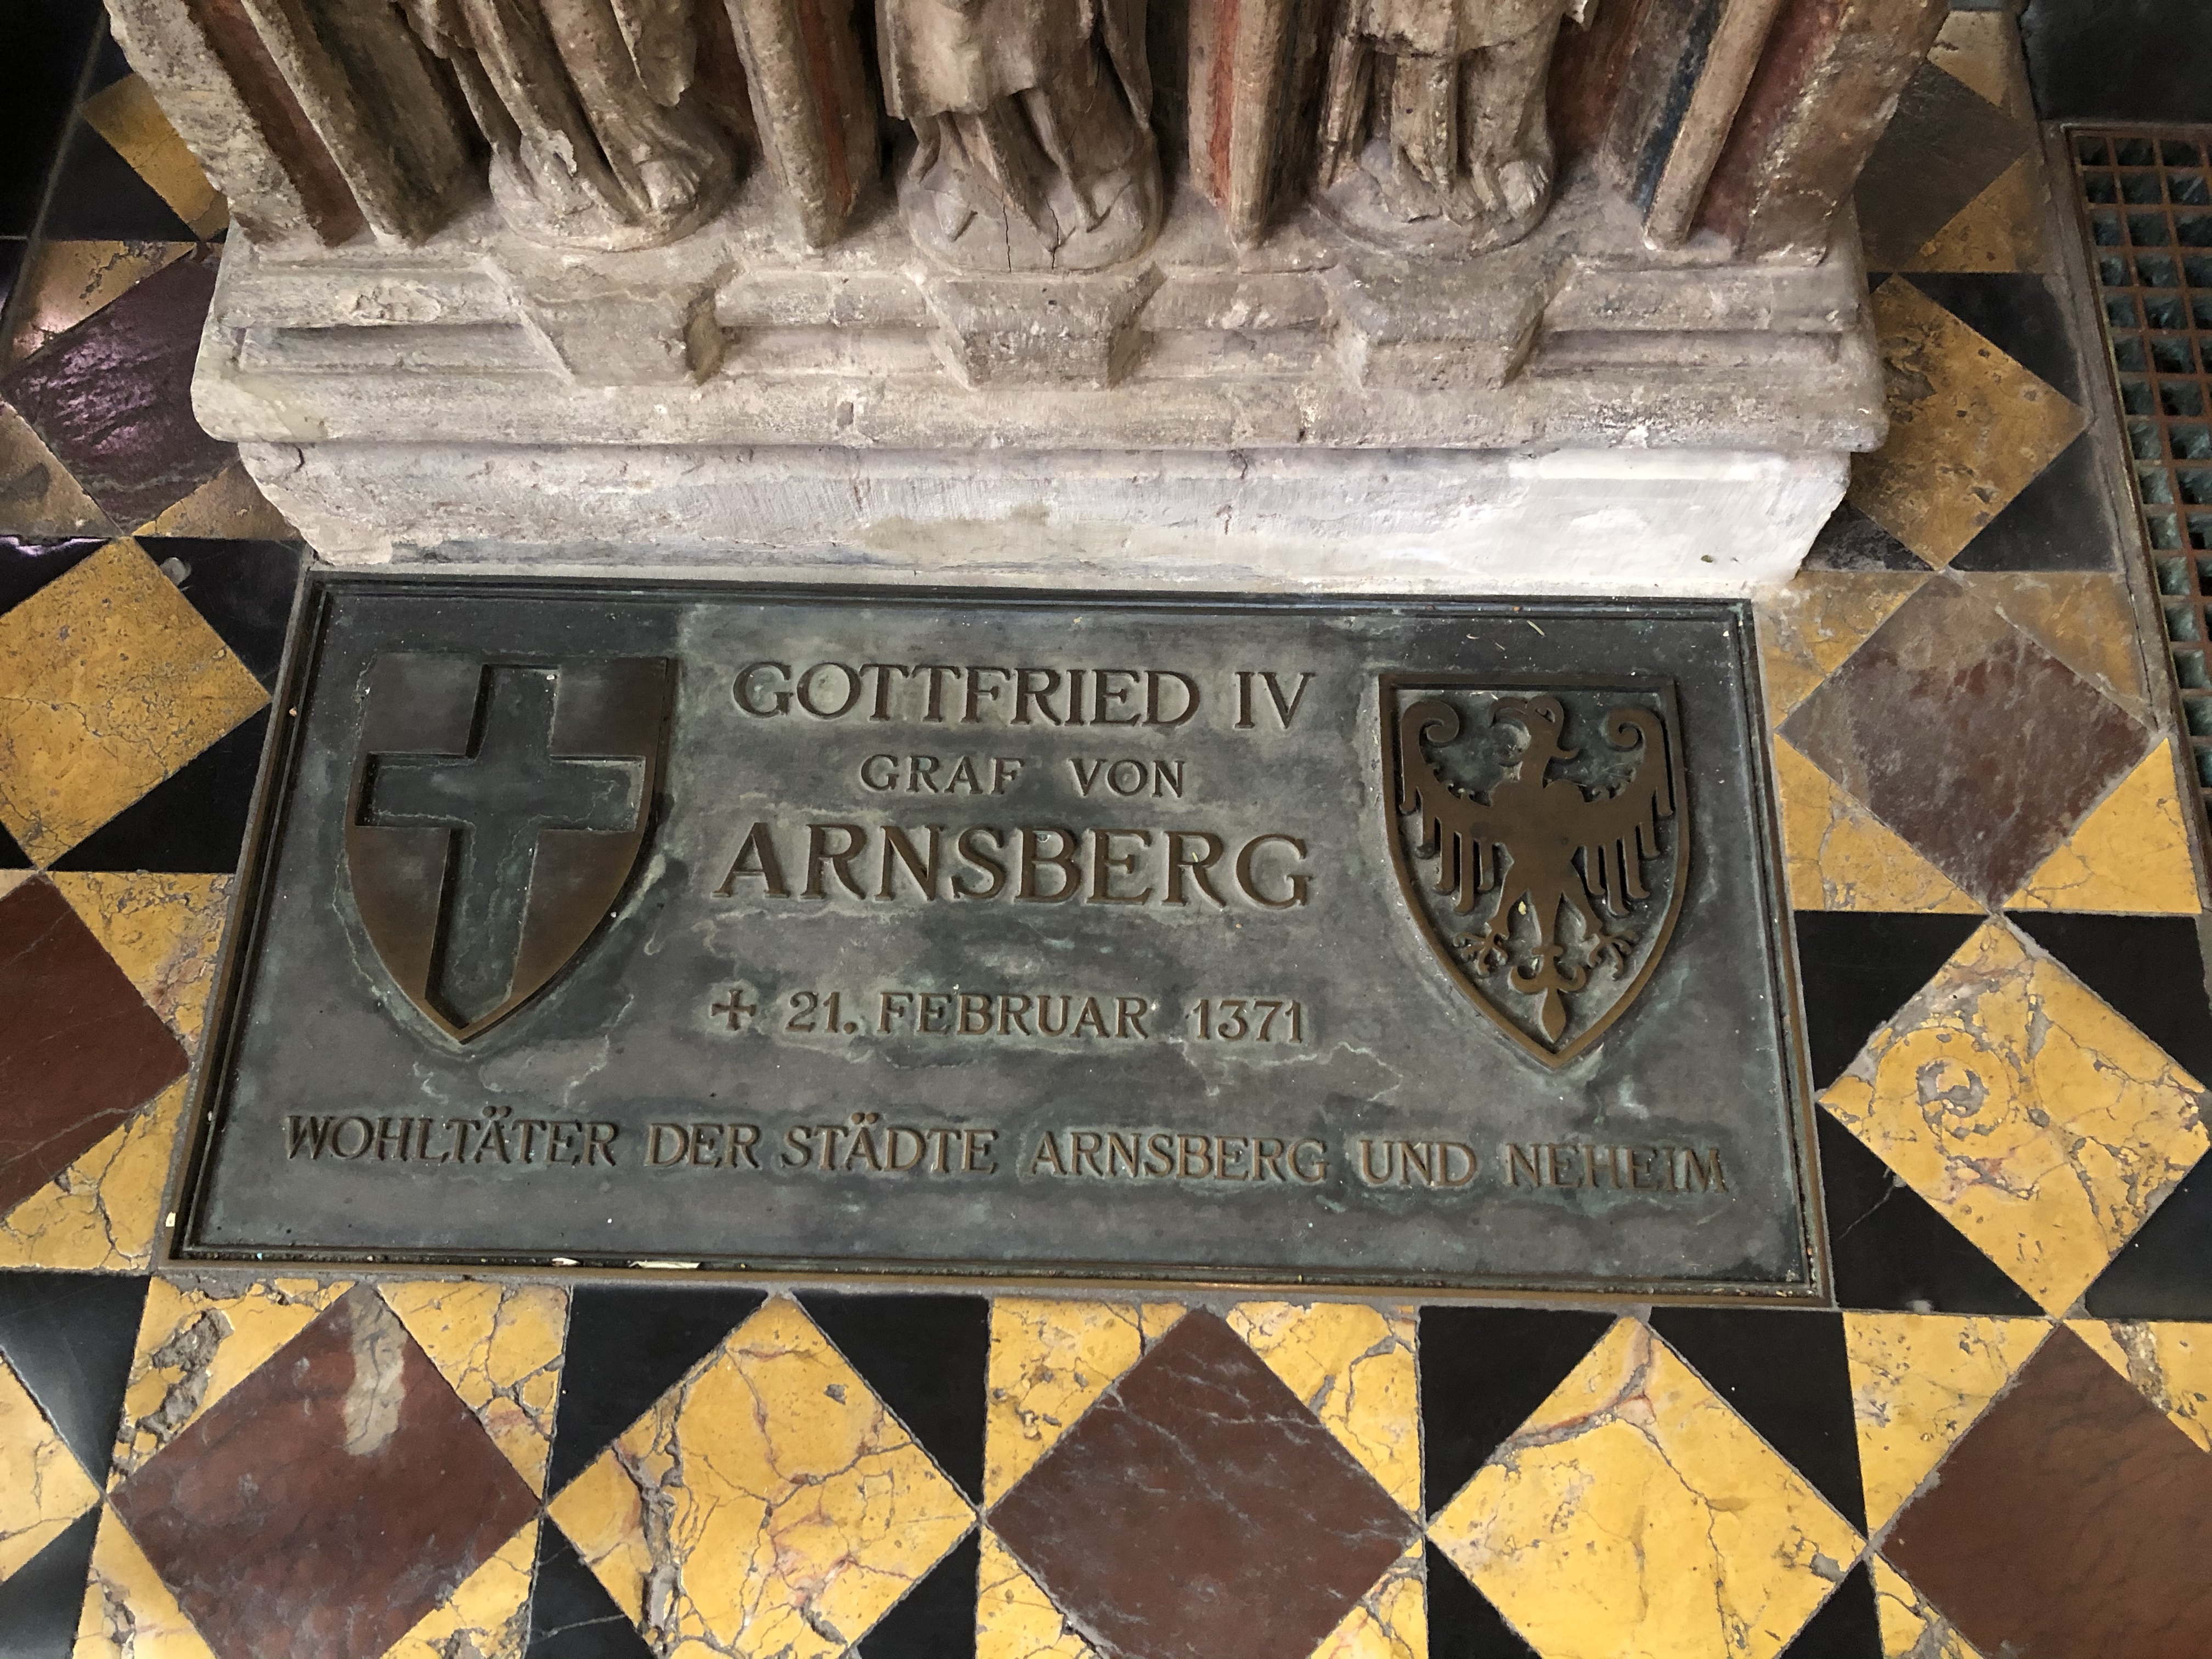 GOTTFRIED IV
GRAF VON
ARNSBERG
✠ 21. FEBRUAR 1371
WOHLTÄTER DER STÄDTE ARNSBERG UND NEHEIM